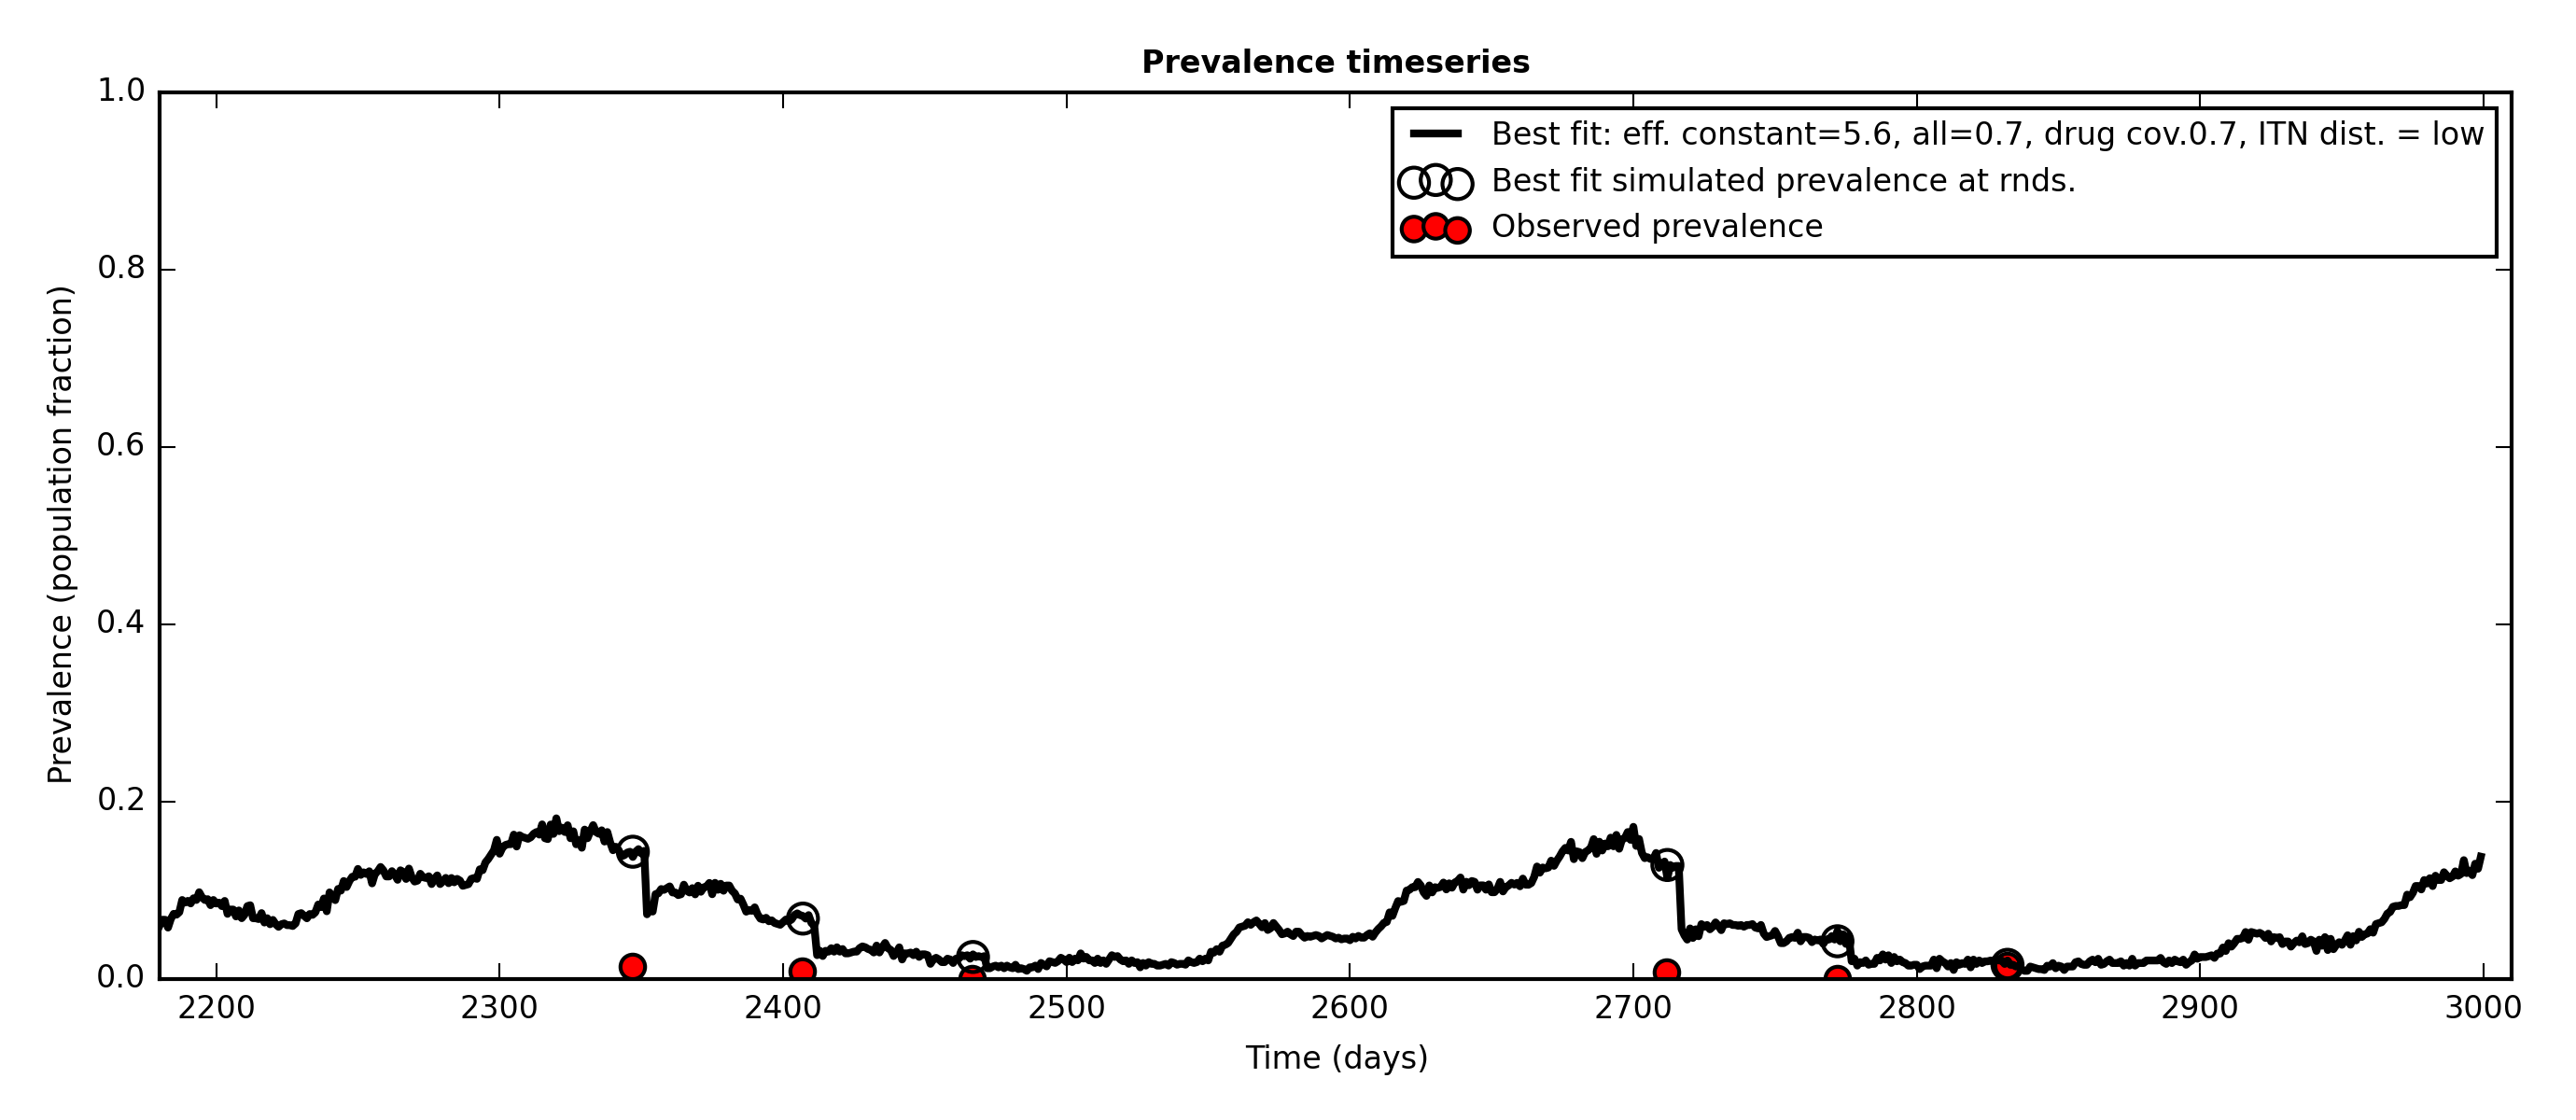 Prevalence timeseries
1.0
0.8
0.6
0.4
0.2
0.0
Prevalence (population fraction)
Best fit: eff. constant=5.6, all=0.7, drug cov.0.7, ITN dist. = low
Best fit simulated prevalence at rnds.
Observed prevalence
2200 2300 2400 2500 2600 2700 2800 2900 3000
Time (days)